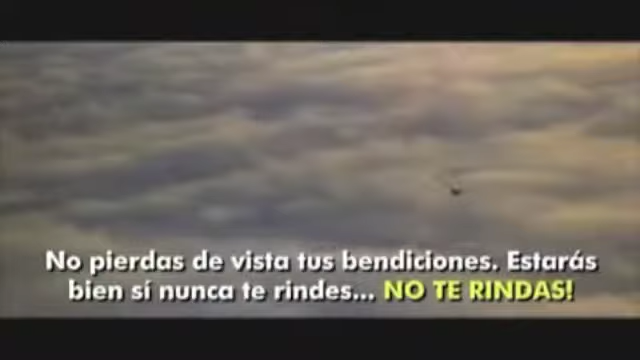 No pierdas de vista tus bendiciones. Estarás
bien sí nunca te rindes... NO TE RINDAS!